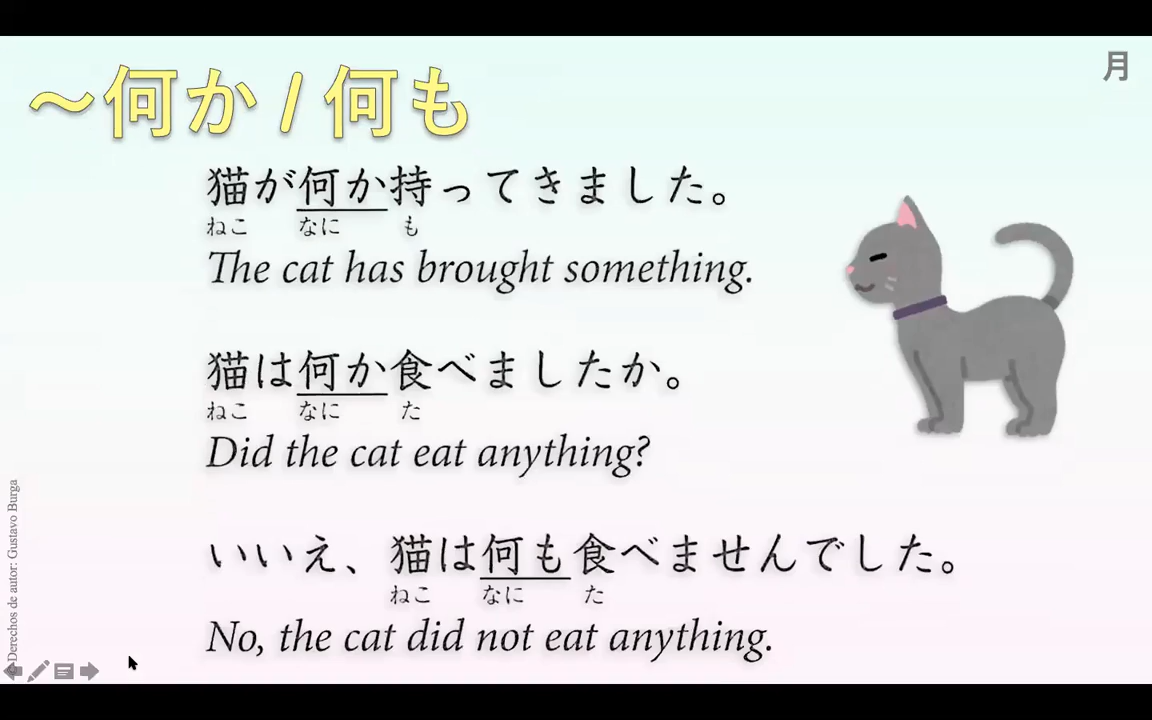 ～何か / 何も
月
猫が何か持ってきました。
ねこ なに も
The cat has brought something.
猫は何か食べましたか。
ねこ なに た
Did the cat eat anything?
いいえ、猫は何も食べませんでした。
ねこ なに た
No, the cat did not eat anything.
©Derechos de autor: Gustavo Burga